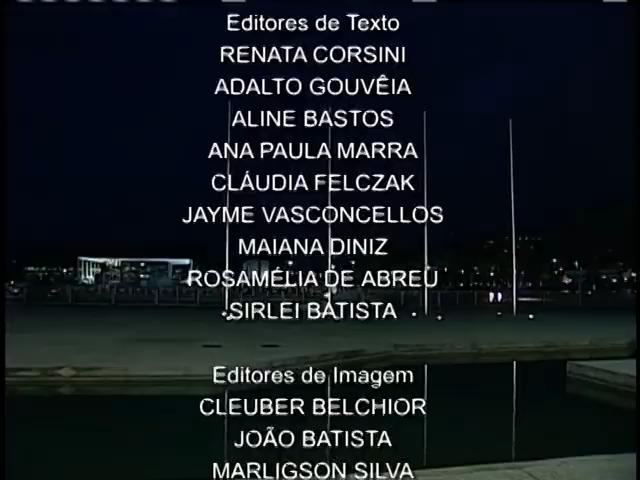 Editores de Texto
RENATA CORSINI
ADALTO GOUVÊIA
ALINE BASTOS
ANA PAULA MARRA
CLÁUDIA FELCZAK
JAYME VASCONCELLOS
MAIANA DINIZ
ROSAMÉLIA DE ABREU
SIRLEI BATISTA
Editores de Imagem
CLEUBER BELCHIOR
JOÃO BATISTA
MARLIGSON SILVA